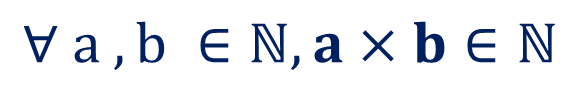 ∀ a ,b ∈ ℕ, a × b ∈ ℕ